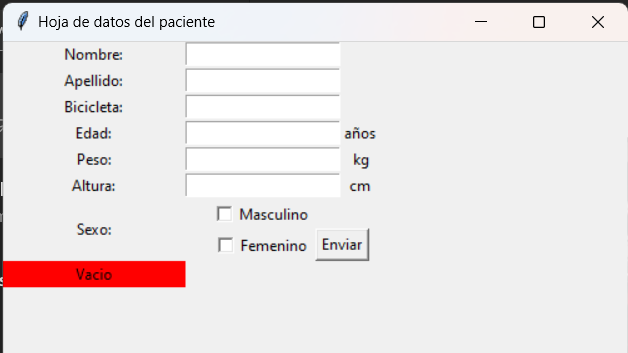 Hoja de datos del paciente
Nombre:
Apellido:
Bicicleta:
Edad: años
Peso: kg
Altura: cm
Sexo:
Masculino
Femenino Enviar
Vacio